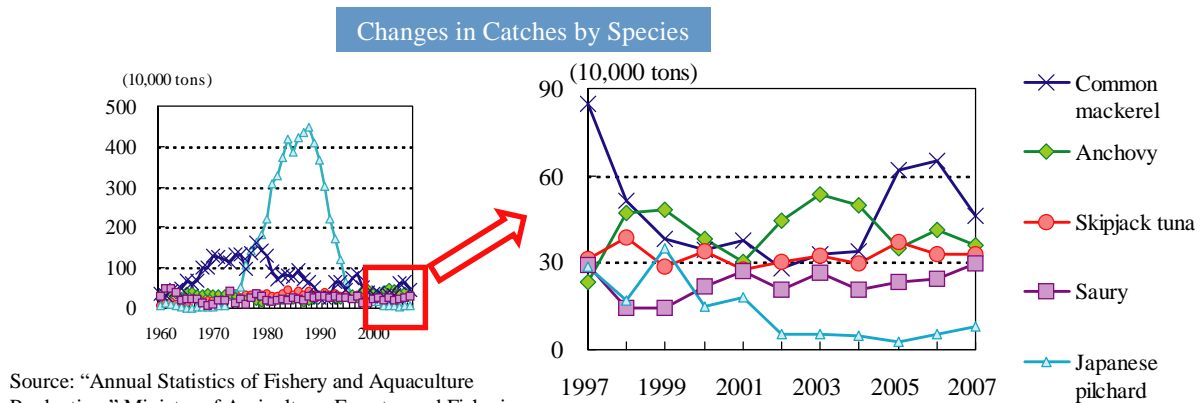 Changes in Catches by Species
(10,000 tons)
500
400
300
200
100
0
1960 1970 1980 1990 2000
(10,000 tons)
90
60
30
0
1997 1999 2001 2003 2005 2007
Common
mackerel
Anchovy
Skipjack tuna
Saury
Japanese
pilchard
Source: “Annual Statistics of Fishery and Aquaculture